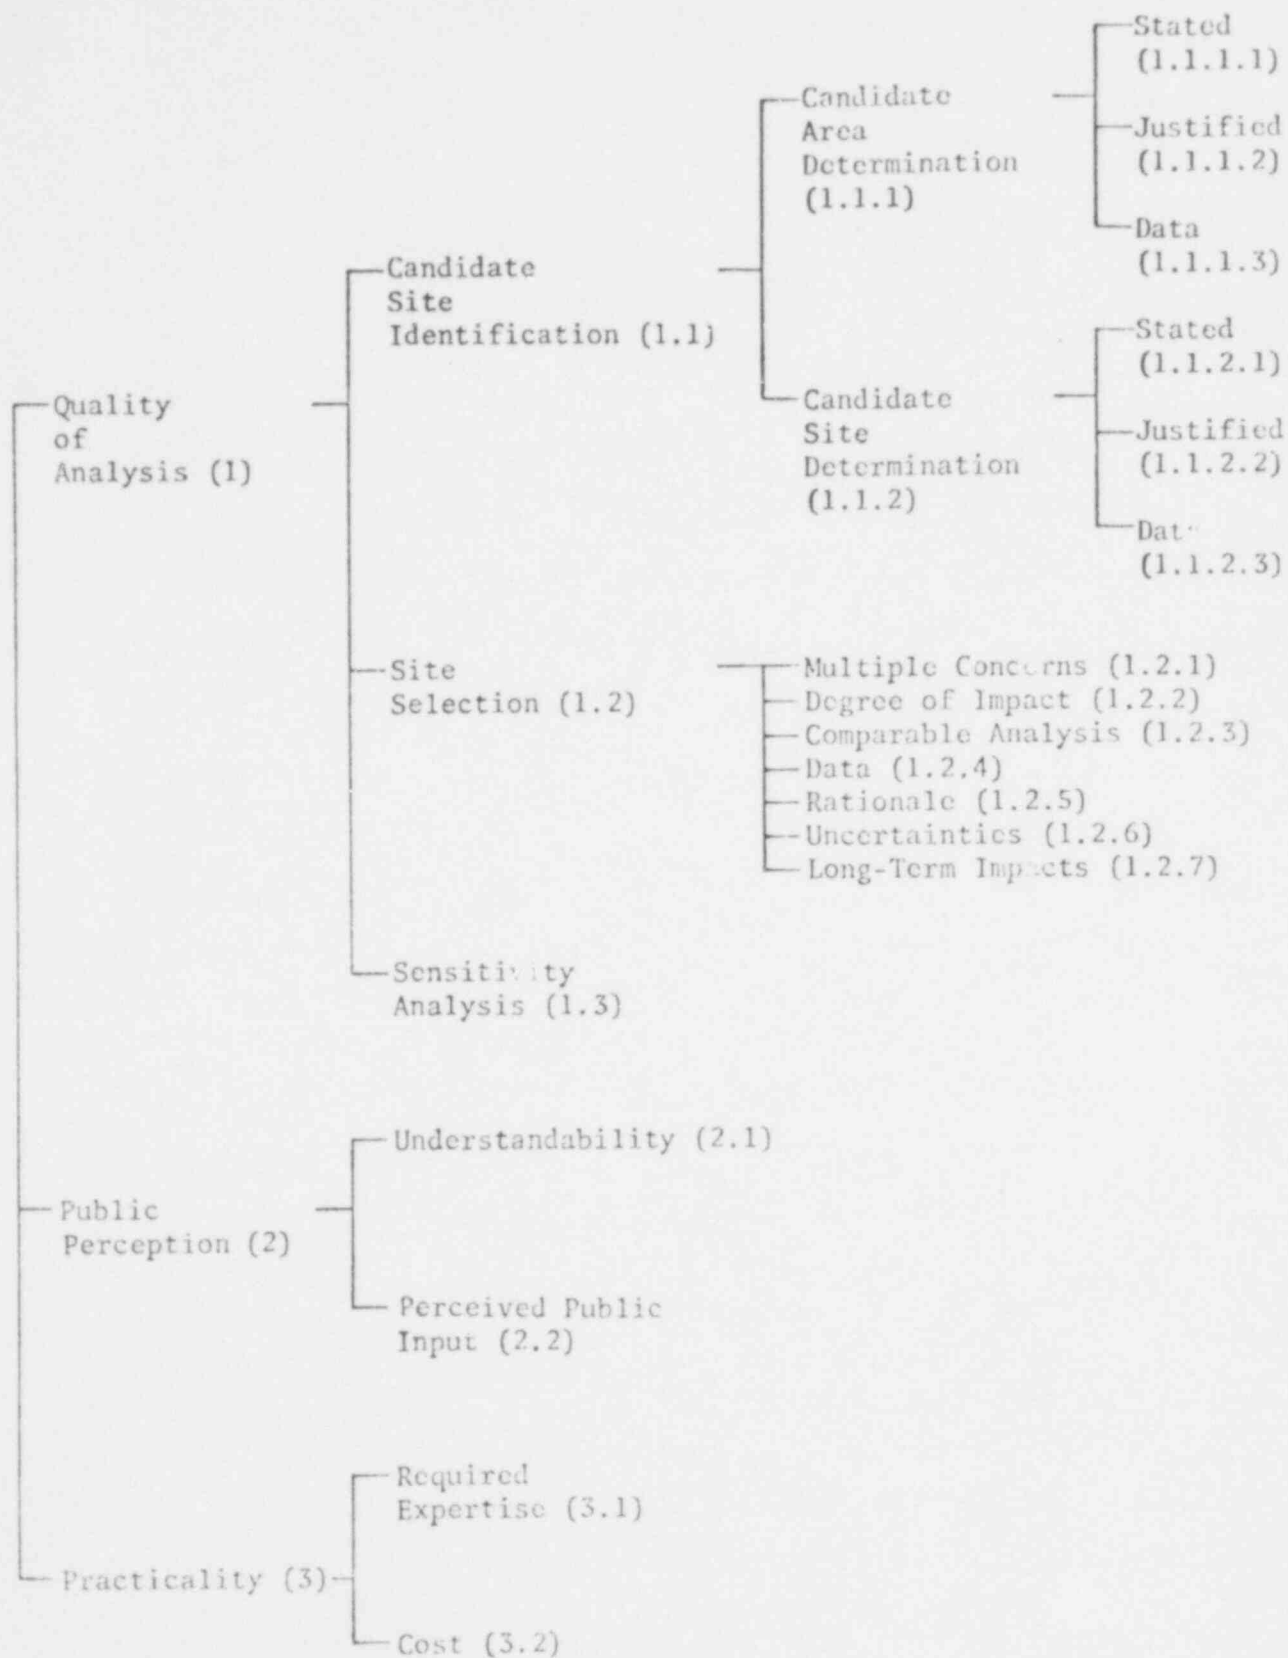 Quality
of
Analysis (1)
Candidate
Site
Identification (1.1)
Candidate
Area
Determination
(1.1.1)
Stated
(1.1.1.1)
Justified
(1.1.1.2)
Data
(1.1.1.3)
Candidate
Site
Determination
(1.1.2)
Stated
(1.1.2.1)
Justified
(1.1.2.2)
Dat
(1.1.2.3)
Site
Selection (1.2)
Multiple Concerns (1.2.1)
Degree of Impact (1.2.2)
Comparable Analysis (1.2.3)
Data (1.2.4)
Rationale (1.2.5)
Uncertainties (1.2.6)
Long-Term Impacts (1.2.7)
Sensitivity
Analysis (1.3)
Public
Perception (2)
Understandability (2.1)
Perceived Public
Input (2.2)
Practicality (3)
Required
Expertise (3.1)
Cost (3.2)